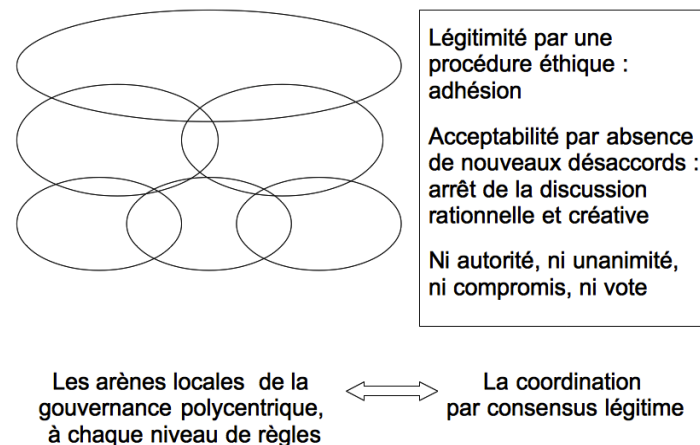 Légitimité par une
procédure éthique :
adhésion
Acceptabilité par absence
de nouveaux désaccords :
arrêt de la discussion
rationnelle et créative
Ni autorité, ni unanimité,
ni compromis, ni vote
Les arènes locales de la
gouvernance polycentrique,
à chaque niveau de règles
La coordination
par consensus légitime